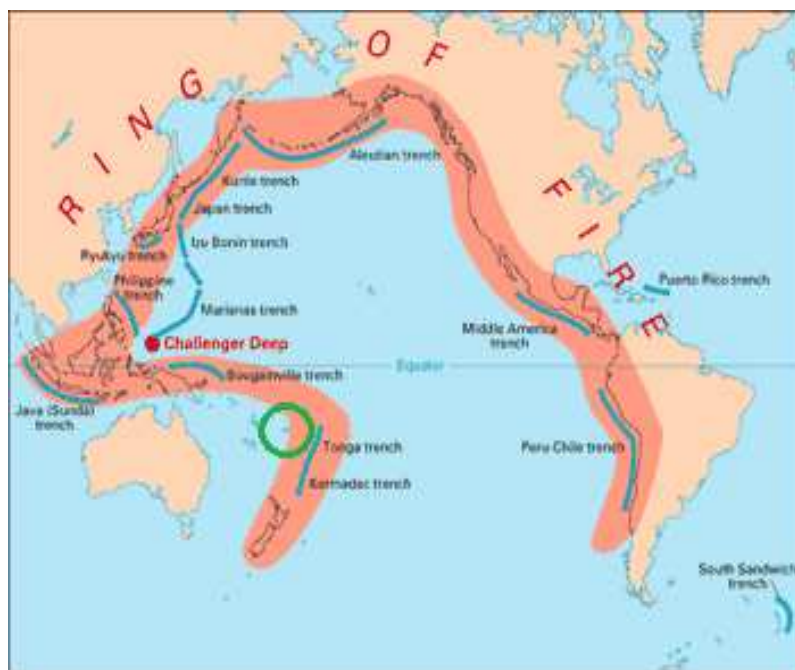 RING OF FIRE
Aleutian trench
Kurile trench
Japan trench
Izu Bonin trench
Ryukyu trench
Philippine
trench
Marianas trench
Challenger Deep
Puerto Rico trench
Middle America
trench
Equator
Bougainville trench
Java (Sunda)
trench
Tonga trench
Kermadec trench
Peru Chile trench
South Sandwich
trench